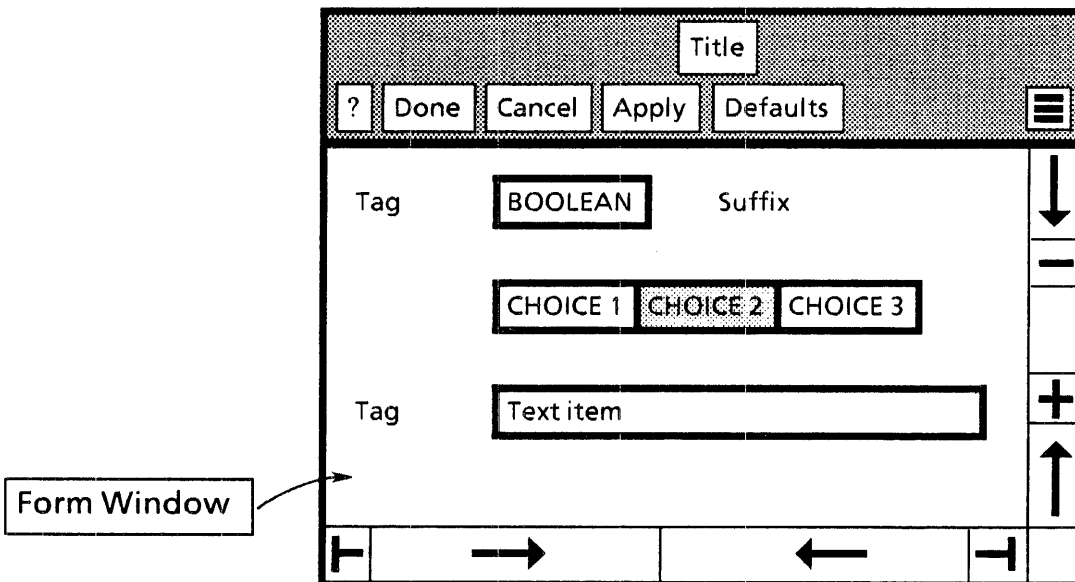 Title
? Done Cancel Apply Defaults
Tag BOOLEAN Suffix
CHOICE 1 CHOICE 2 CHOICE 3
Tag Text item
Form Window